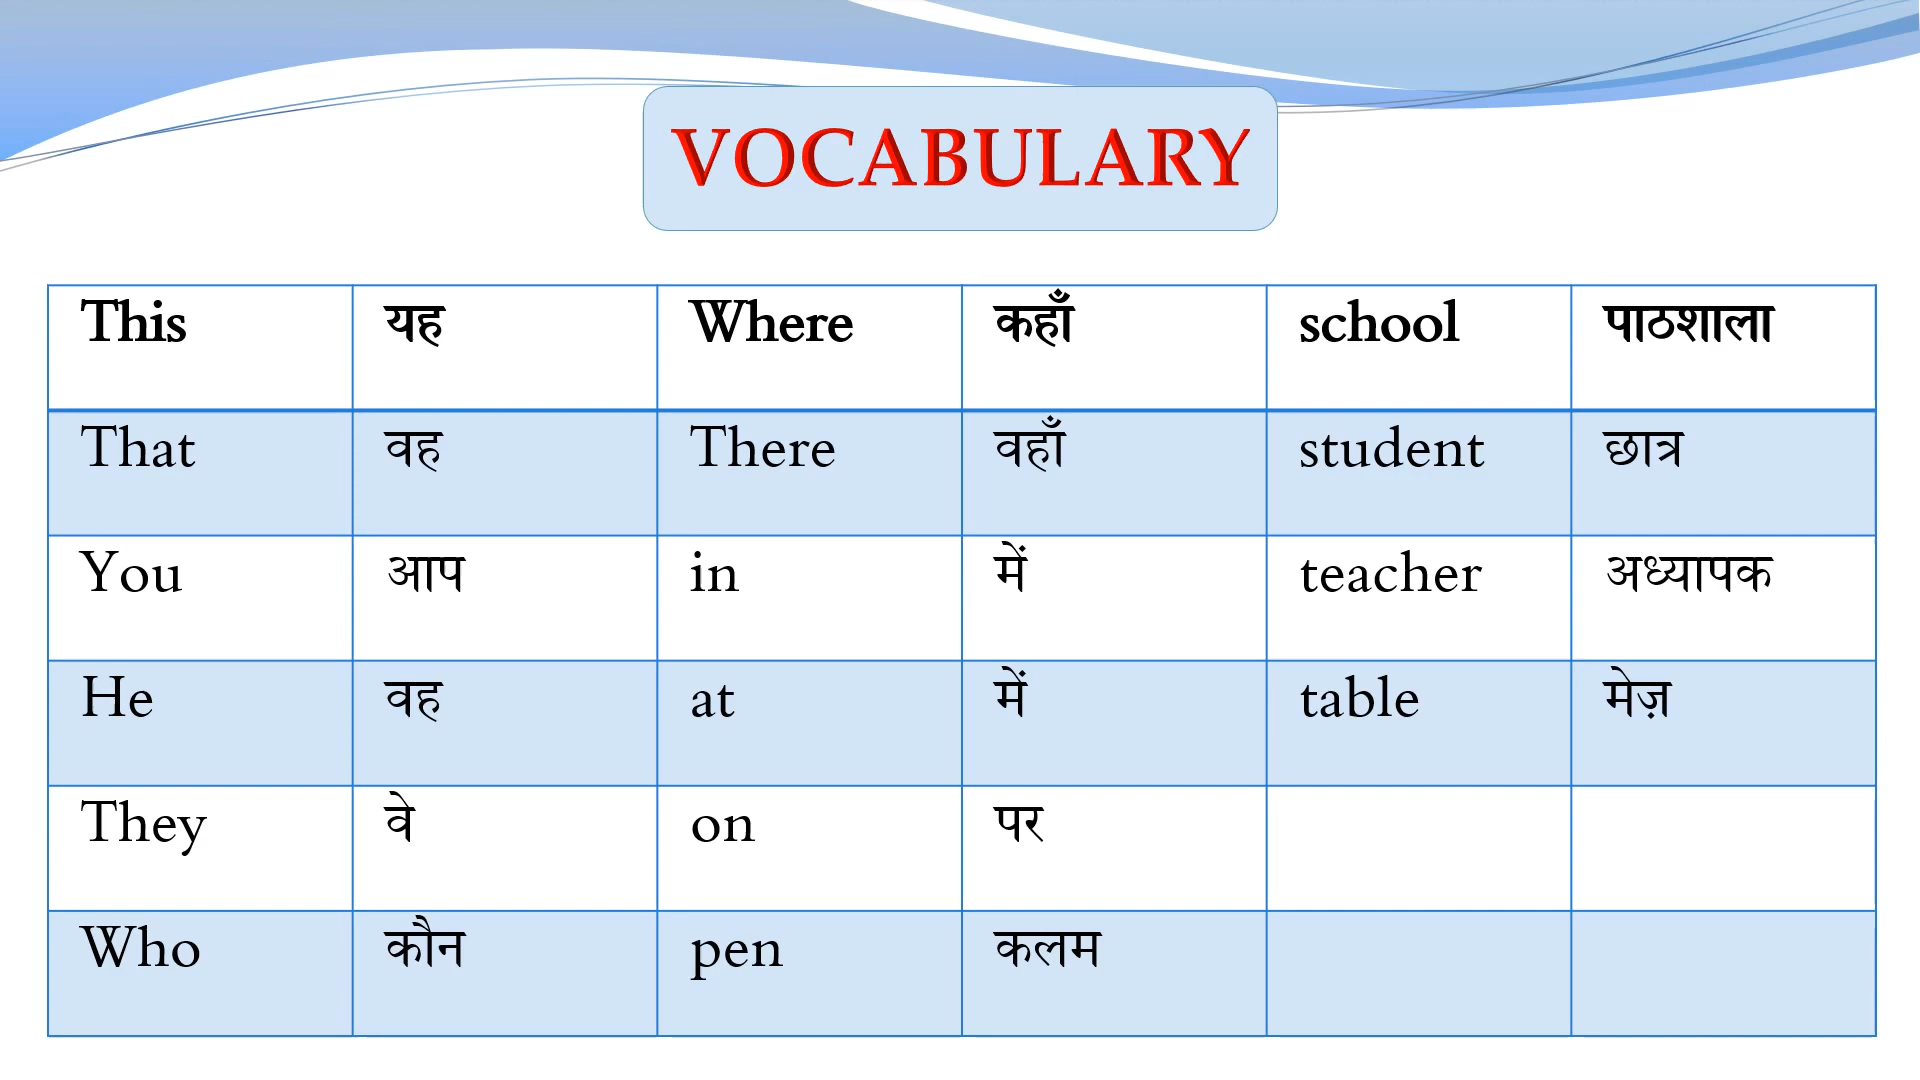 VOCABULARY
This यह Where कहाँ school पाठशाला
That वह There वहाँ student छात्र
You आप in में teacher अध्यापक
He वह at में table मेज़
They वे on पर
Who कौन pen कलम